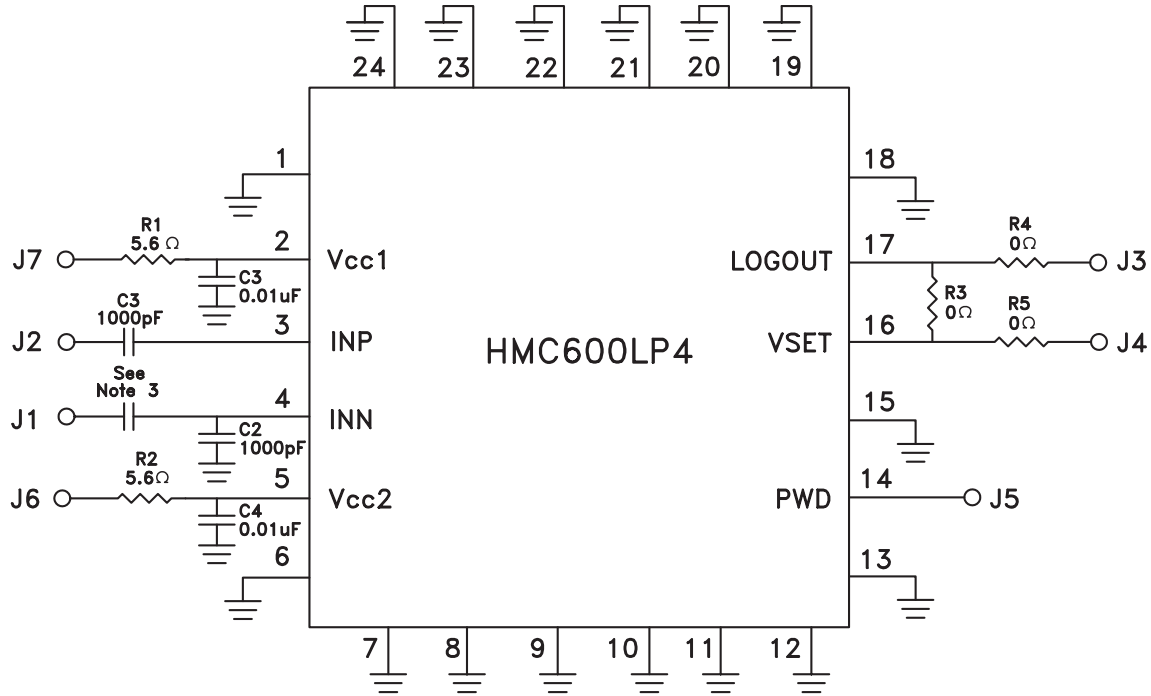 24 23 22 21 20 19
1
18
R1
5.6 Ω
J7
2
Vcc1
C3
0.01uF
LOGOUT
17
R4
0Ω
J3
R3
0Ω
C3
1000pF
J2
3
INP
HMC600LP4
VSET
16
R5
0Ω
J4
See
Note 3
J1
4
INN
C2
1000pF
15
R2
5.6Ω
J6
5
Vcc2
C4
0.01uF
PWD
14
J5
6
13
7 8 9 10 11 12